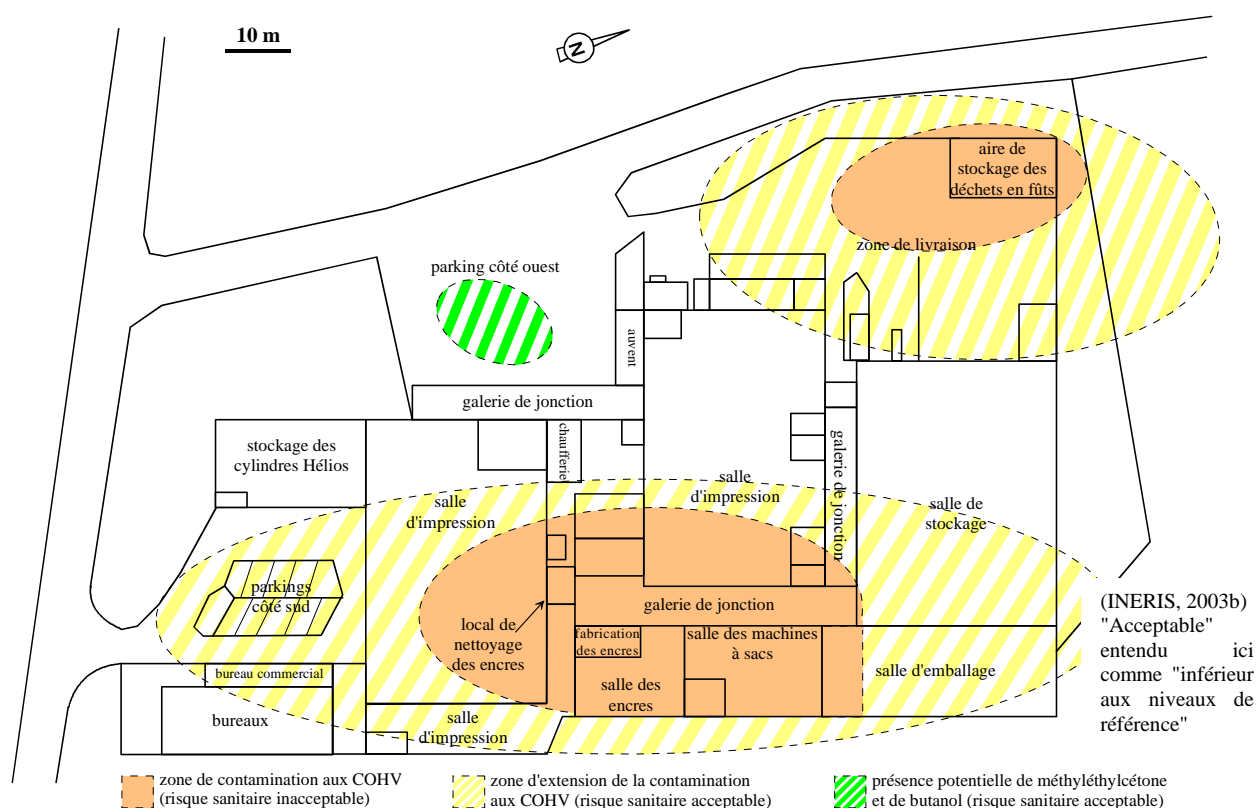 10 m
N
aire de
stockage des
déchets en fûts
zone de livraison
parking côté ouest
auvent
galerie de jonction
chaufferie
stockage des
cylindres Hélios
galerie de jonction
salle
d'impression
salle
d'impression
salle de
stockage
parkings
côté sud
galerie de jonction
local de
nettoyage
des encres
fabrication
des encres
salle des machines
à sacs
salle d'emballage
bureau commercial
salle des
encres
bureaux
salle
d'impression
(INERIS, 2003b)
"Acceptable"
entendu ici
comme "inférieur
aux niveaux de
référence"
zone de contamination aux COHV
(risque sanitaire inacceptable)
zone d'extension de la contamination
aux COHV (risque sanitaire acceptable)
présence potentielle de méthyléthylcétone
et de butanol (risque sanitaire acceptable)